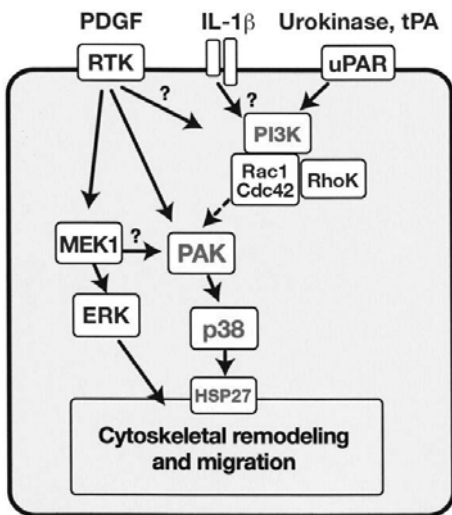 PDGF IL-1β Urokinase, tPA
RTK uPAR
? ?
PI3K
Rac1
Cdc42 RhoK
MEK1 ? PAK
ERK p38
HSP27
Cytoskeletal remodeling
and migration